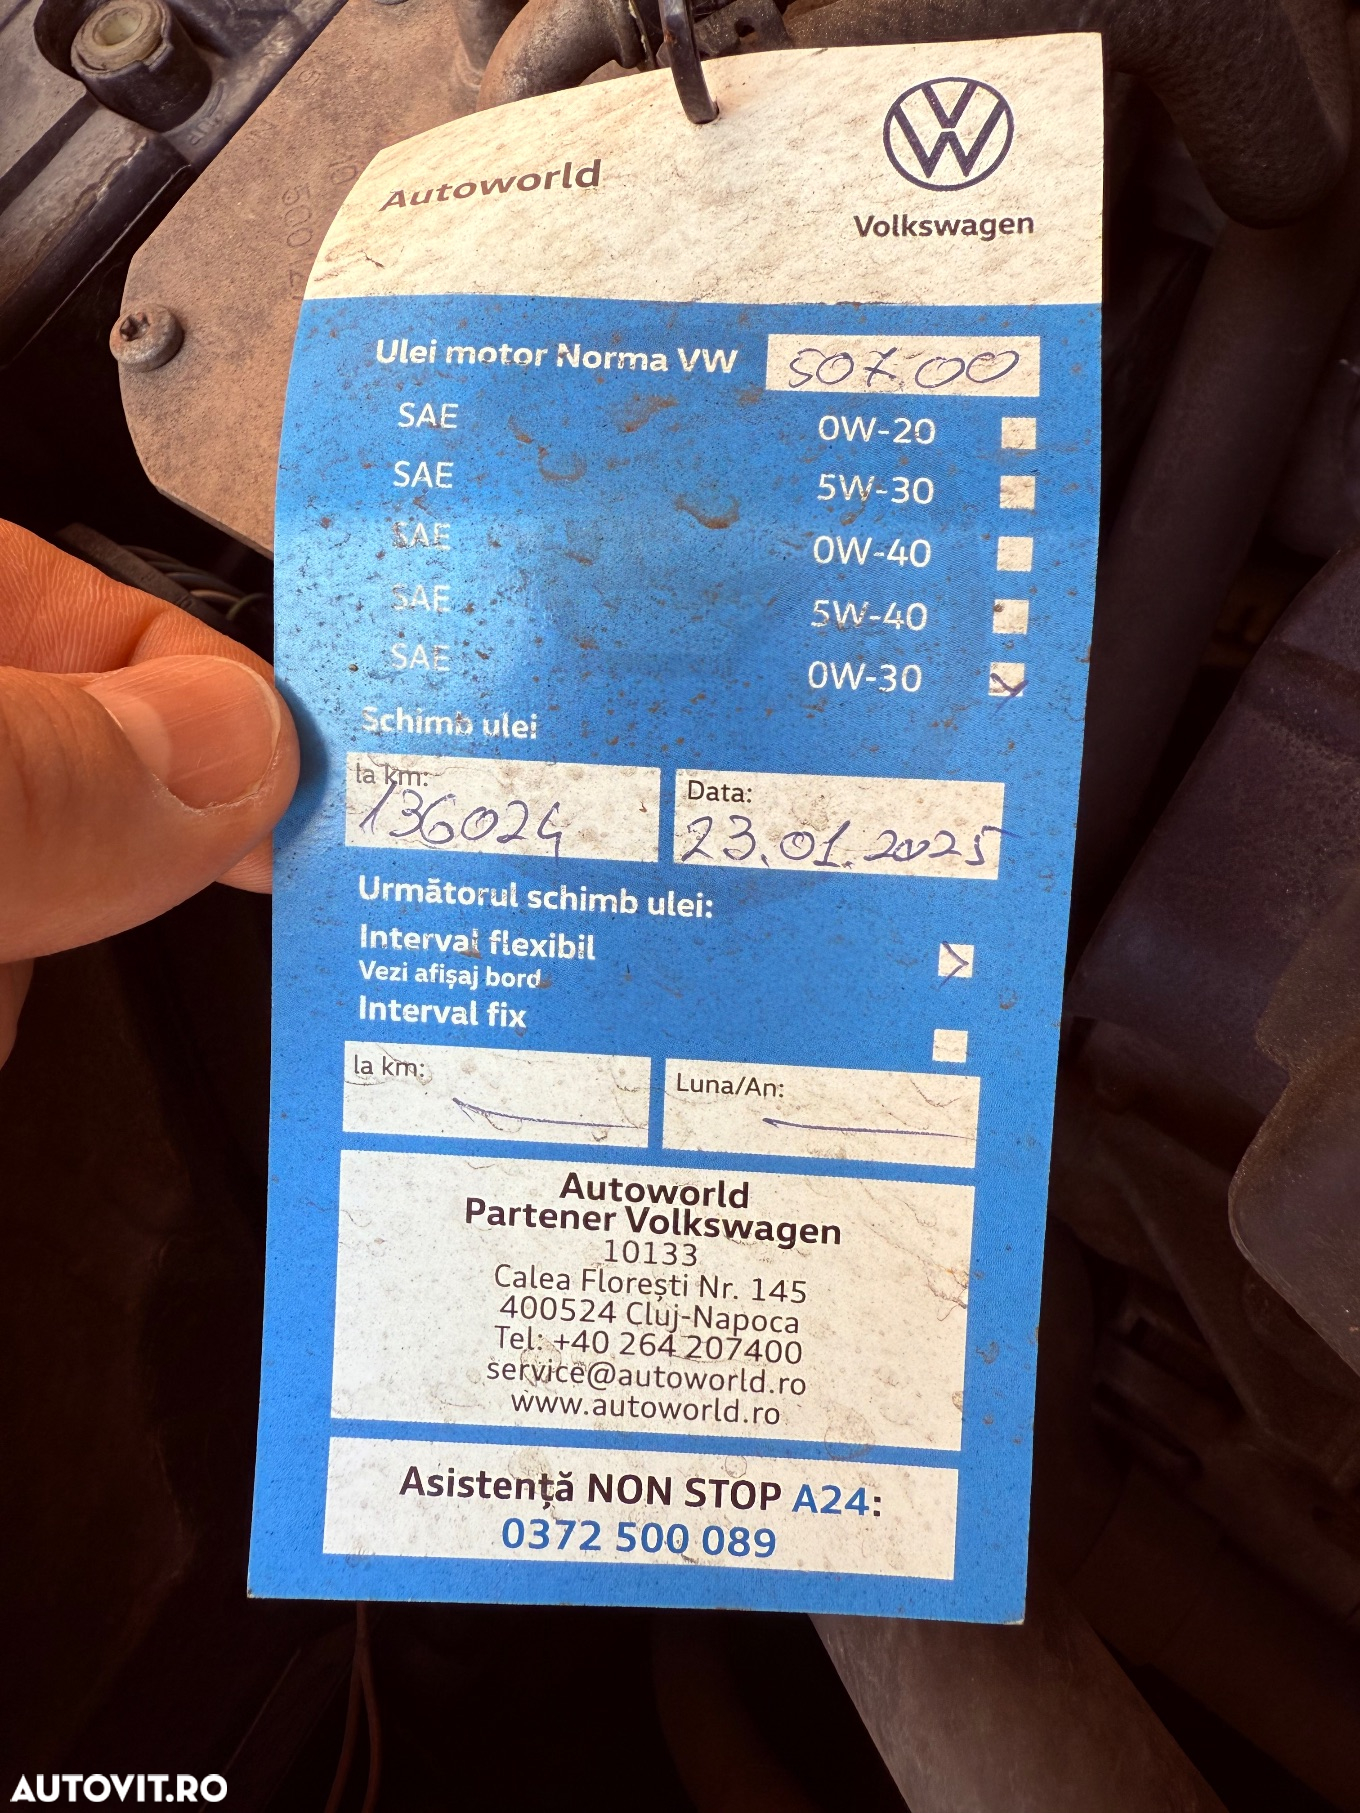 Autoworld
Volkswagen
Ulei motor Norma VW 507.00
SAE 0W-20
SAE 5W-30
SAE 0W-40
SAE 5W-40
SAE 0W-30
Schimb ulei
la km: Data:
136024 23.01.2025
Următorul schimb ulei:
Interval flexibil
Vezi afișaj bord
Interval fix
la km: Luna/An:
Autoworld
Partener Volkswagen
10133
Calea Florești Nr. 145
400524 Cluj-Napoca
Tel: +40 264 207400
service@autoworld.ro
www.autoworld.ro
Asistență NON STOP A24:
0372 500 089
AUTOVIT.RO